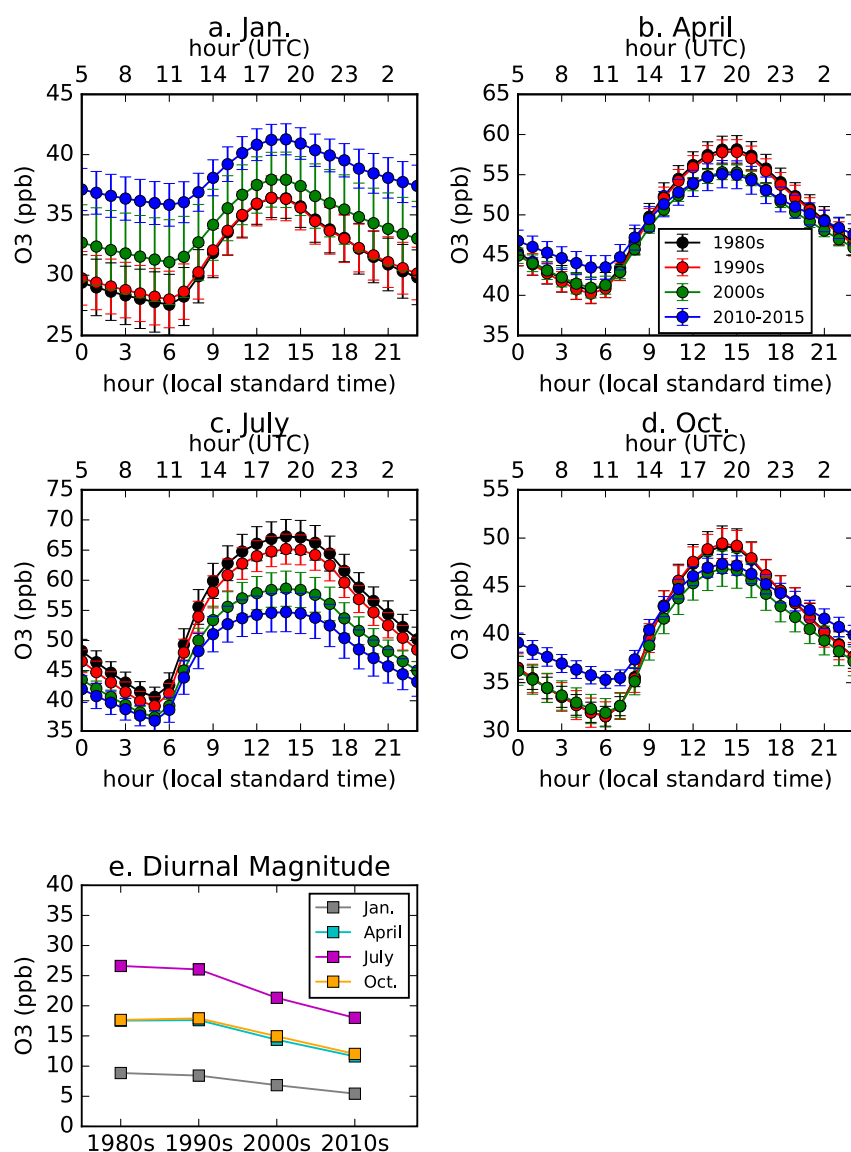 a. Jan.
hour (UTC)
5 8 11 14 17 20 23 2
45
40
35
30
25
O3 (ppb)
0 3 6 9 12 15 18 21
hour (local standard time)
b. April
hour (UTC)
5 8 11 14 17 20 23 2
65
60
55
50
45
40
35
O3 (ppb)
1980s
1990s
2000s
2010-2015
0 3 6 9 12 15 18 21
hour (local standard time)
c. July
hour (UTC)
5 8 11 14 17 20 23 2
75
70
65
60
55
50
45
40
35
O3 (ppb)
0 3 6 9 12 15 18 21
hour (local standard time)
d. Oct.
hour (UTC)
5 8 11 14 17 20 23 2
55
50
45
40
35
30
O3 (ppb)
0 3 6 9 12 15 18 21
hour (local standard time)
e. Diurnal Magnitude
40
35
30
25
20
15
10
5
0
O3 (ppb)
Jan.
April
July
Oct.
1980s 1990s 2000s 2010s